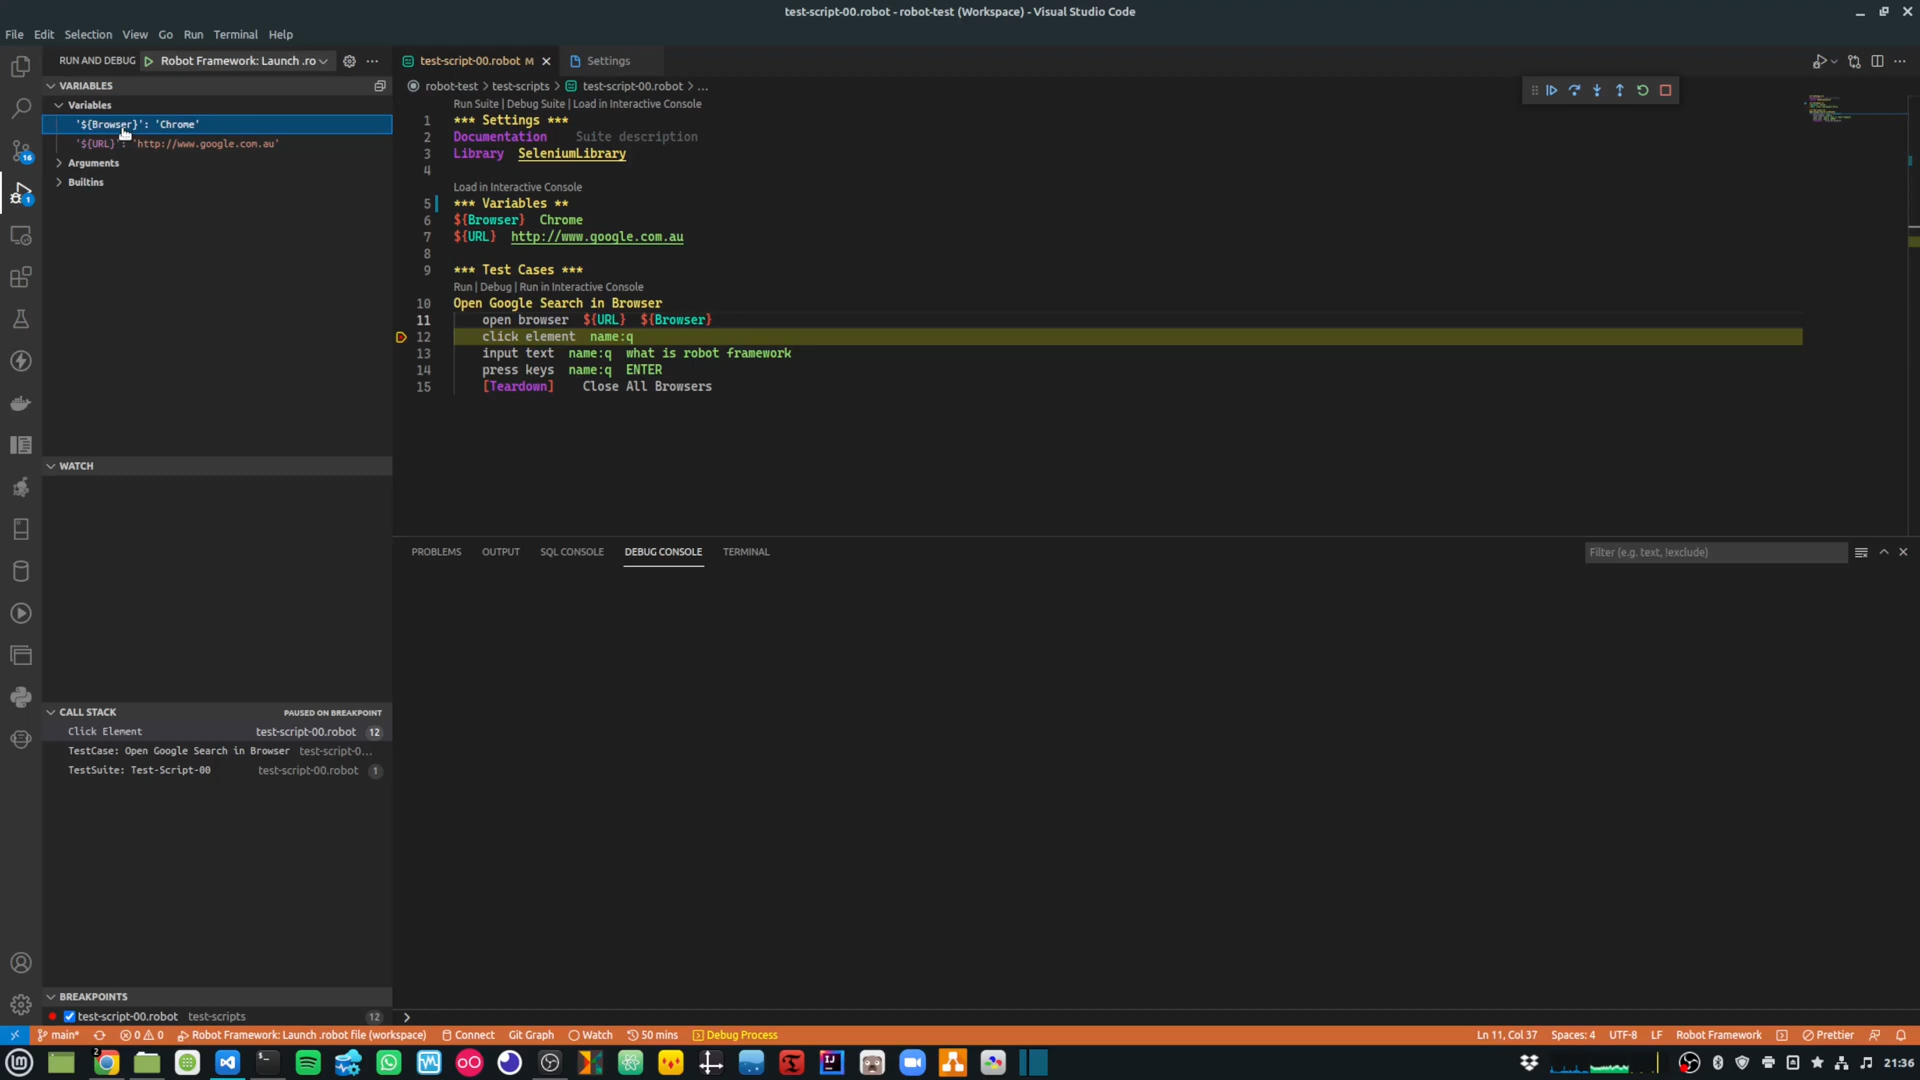 test-script-00.robot - robot-test (Workspace) - Visual Studio Code
File Edit Selection View Go Run Terminal Help
RUN AND DEBUG Robot Framework: Launch .ro
VARIABLES
Variables
'${Browser}': 'Chrome'
'${URL}': 'http://www.google.com.au'
Arguments
Builtins
WATCH
CALL STACK PAUSED ON BREAKPOINT
Click Element test-script-00.robot 12
TestCase: Open Google Search in Browser test-script-0...
TestSuite: Test-Script-00 test-script-00.robot 1
BREAKPOINTS
test-script-00.robot test-scripts 12
16
1
test-script-00.robot M Settings
robot-test > test-scripts > test-script-00.robot > ...
Run Suite | Debug Suite | Load in Interactive Console
1 *** Settings ***
2 Documentation Suite description
3 Library SeleniumLibrary
4
Load in Interactive Console
5 *** Variables **
6 ${Browser} Chrome
7 ${URL} http://www.google.com.au
8
9 *** Test Cases ***
Run | Debug | Run in Interactive Console
10 Open Google Search in Browser
11 open browser ${URL} ${Browser}
12 click element name:q
13 input text name:q what is robot framework
14 press keys name:q ENTER
15 [Teardown] Close All Browsers
PROBLEMS OUTPUT SQL CONSOLE DEBUG CONSOLE TERMINAL
Filter (e.g. text, !exclude)
main* 0 0 Robot Framework: Launch .robot file (workspace) Connect Git Graph Watch 50 mins Debug Process
Ln 11, Col 37 Spaces: 4 UTF-8 LF Robot Framework Prettier
2
21:36